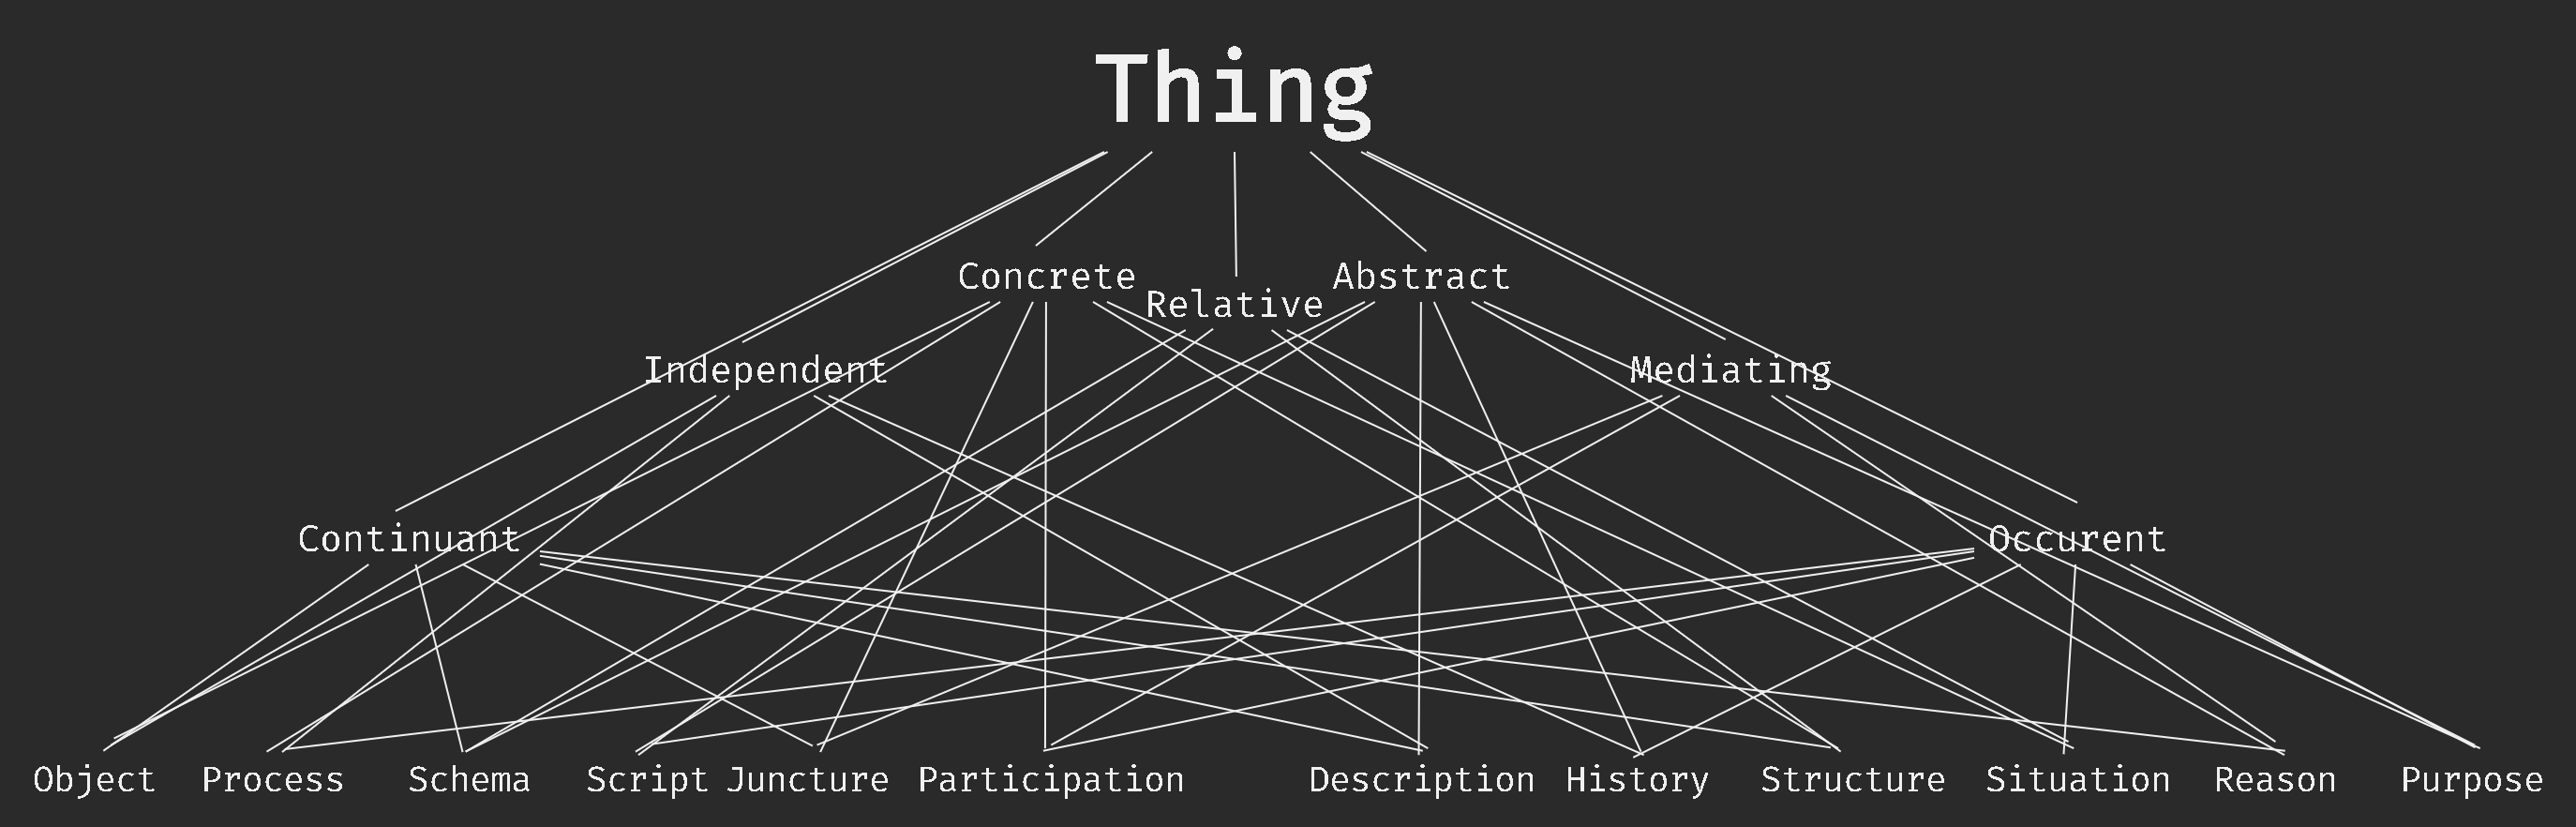 Thing
Concrete
Abstract
Relative
Independent
Mediating
Continuant
Occurent
Object
Process
Schema
Script
Juncture
Participation
Description
History
Structure
Situation
Reason
Purpose